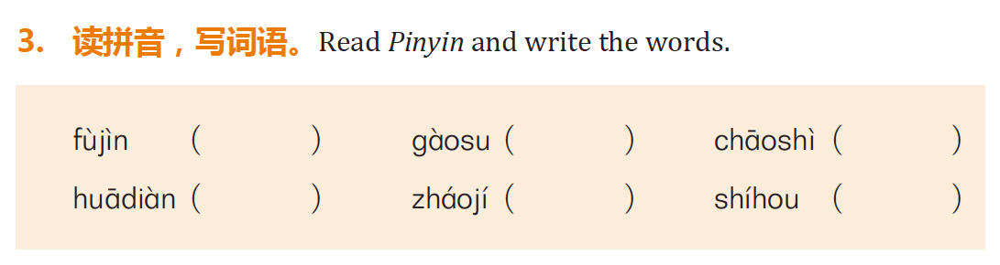 3. 读拼音，写词语。Read Pinyin and write the words.
fùjìn ( ) gàosu ( ) chāoshì ( )
huādiàn ( ) zháojí ( ) shíhou ( )